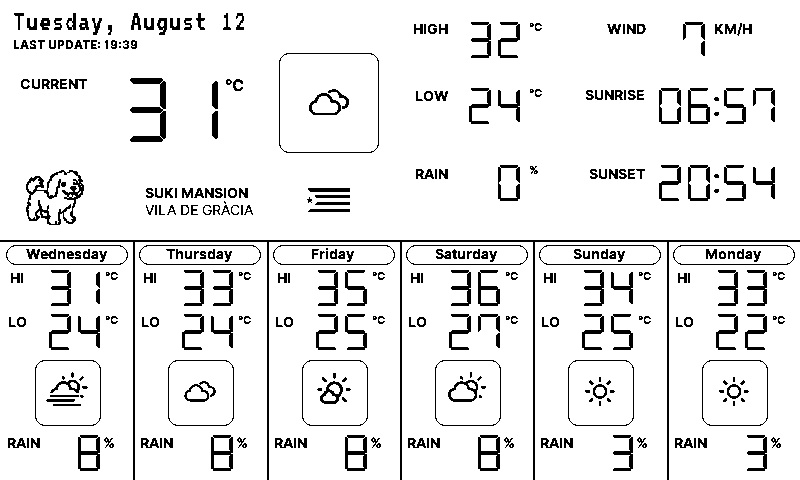 Tuesday, August 12
LAST UPDATE: 19:39
CURRENT 31 °C
HIGH 32 °C
LOW 24 °C
RAIN 0 %
WIND 7 KM/H
SUNRISE 06:57
SUNSET 20:54
SUKI MANSION
VILA DE GRÀCIA
Wednesday
HI 31 °C
LO 24 °C
RAIN 8 %
Thursday
HI 33 °C
LO 24 °C
RAIN 8 %
Friday
HI 35 °C
LO 25 °C
RAIN 8 %
Saturday
HI 36 °C
LO 27 °C
RAIN 8 %
Sunday
HI 34 °C
LO 25 °C
RAIN 3 %
Monday
HI 33 °C
LO 22 °C
RAIN 3 %